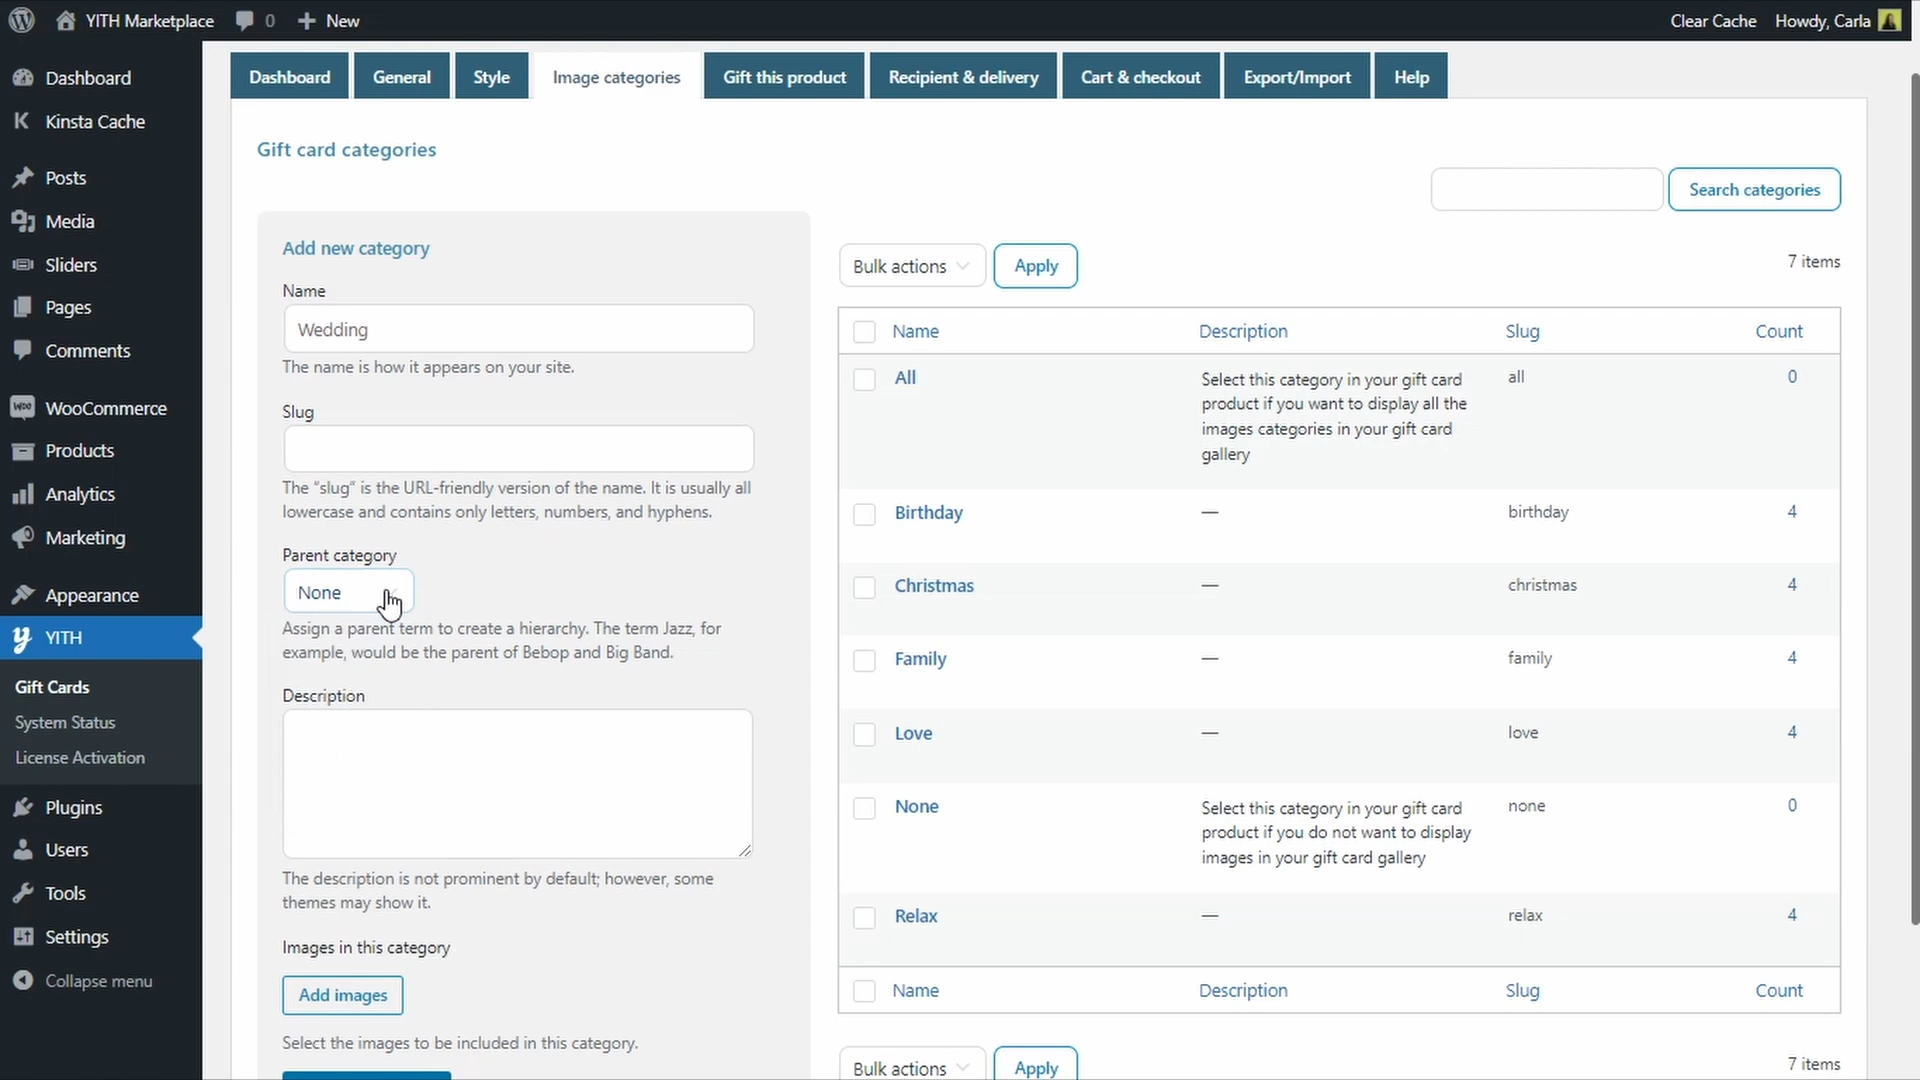 YITH Marketplace 0 New Clear Cache Howdy, Carla
Dashboard
Kinsta Cache
Posts
Media
Sliders
Pages
Comments
WooCommerce
Products
Analytics
Marketing
Appearance
YITH
Gift Cards
System Status
License Activation
Plugins
Users
Tools
Settings
Collapse menu
Dashboard General Style Image categories Gift this product Recipient & delivery Cart & checkout Export/Import Help
Gift card categories
Search categories
Add new category
Name
Wedding
The name is how it appears on your site.
Slug
The “slug” is the URL-friendly version of the name. It is usually all
lowercase and contains only letters, numbers, and hyphens.
Parent category
None
Assign a parent term to create a hierarchy. The term Jazz, for
example, would be the parent of Bebop and Big Band.
Description
The description is not prominent by default; however, some
themes may show it.
Images in this category
Add images
Select the images to be included in this category.
Bulk actions Apply 7 items
Name Description Slug Count
All Select this category in your gift card all 0
product if you want to display all the
images categories in your gift card
gallery
Birthday — birthday 4
Christmas — christmas 4
Family — family 4
Love — love 4
None Select this category in your gift card none 0
product if you do not want to display
images in your gift card gallery
Relax — relax 4
Name Description Slug Count
Bulk actions Apply 7 items